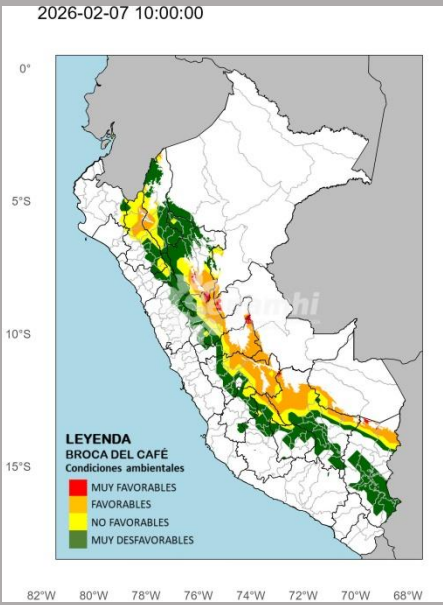 2026-02-07 10:00:00
0°
5°S
10°S
15°S
senamhi
LEYENDA
BROCA DEL CAFÉ
Condiciones ambientales
MUY FAVORABLES
FAVORABLES
NO FAVORABLES
MUY DESFAVORABLES
82°W 80°W 78°W 76°W 74°W 72°W 70°W 68°W